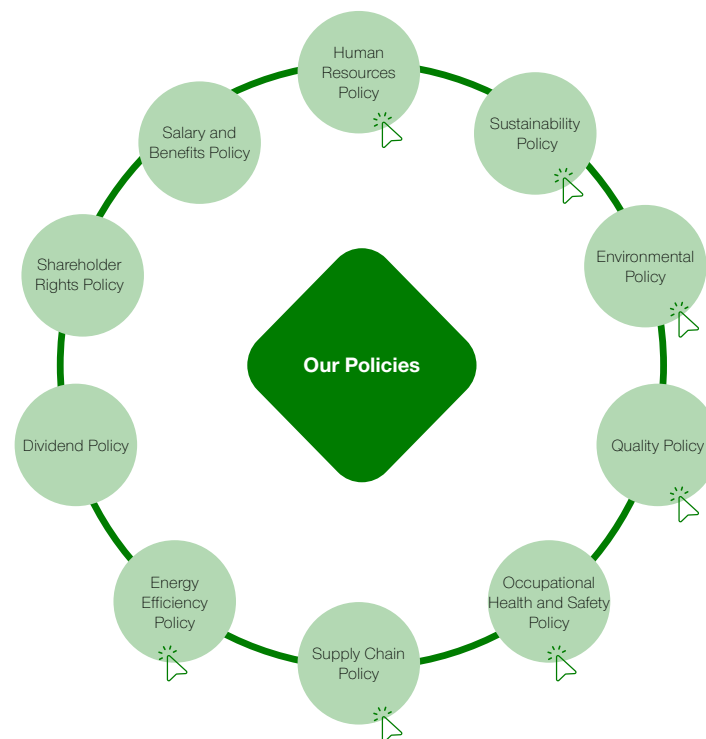 Human
Resources
Policy
Sustainability
Policy
Environmental
Policy
Quality Policy
Occupational
Health and Safety
Policy
Supply Chain
Policy
Energy
Efficiency
Policy
Dividend Policy
Shareholder
Rights Policy
Salary and
Benefits Policy
Our Policies